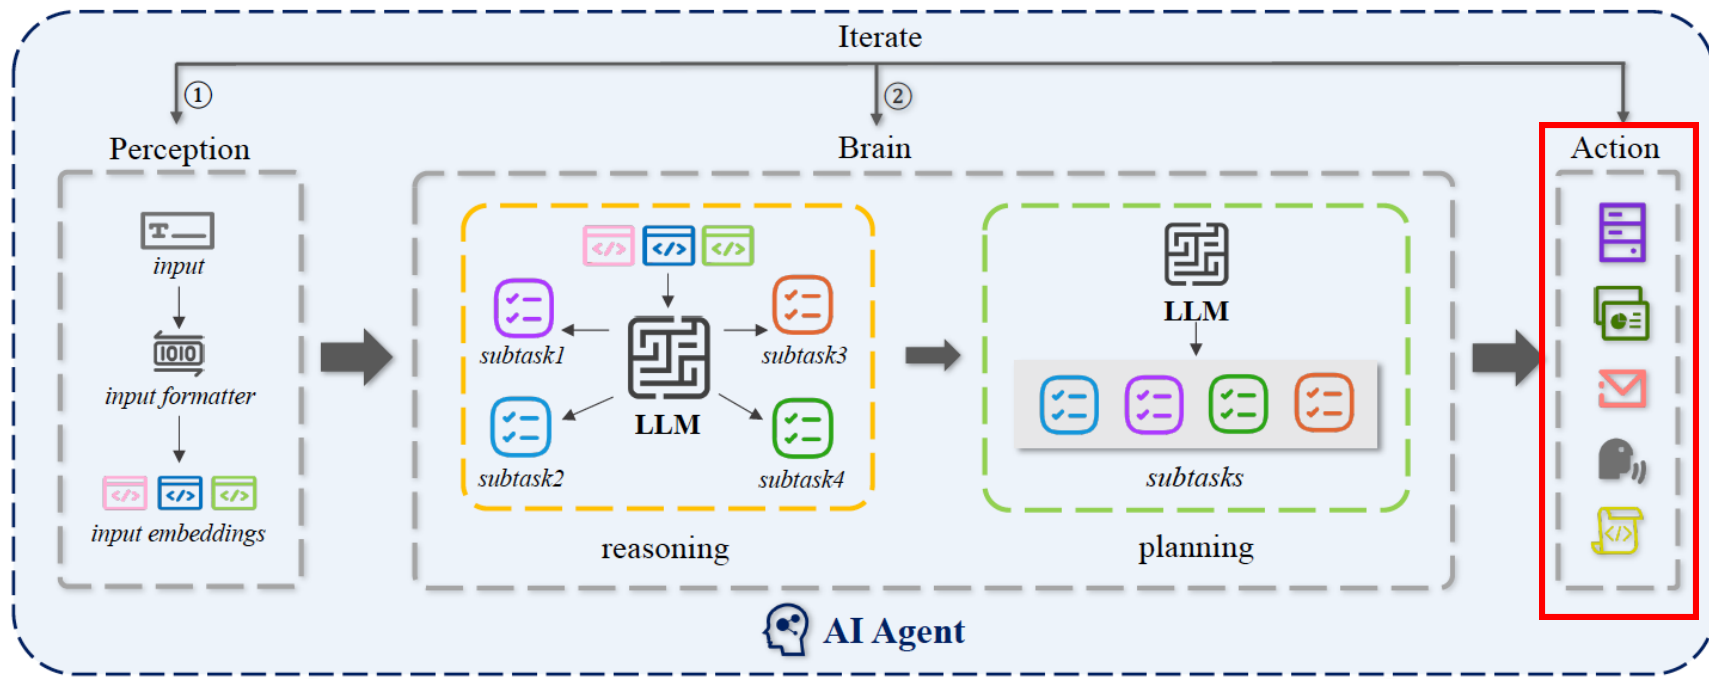 Iterate
①
②
Perception
Brain
Action
T
input
1010
input formatter
</>
</>
</>
input embeddings
</>
</>
</>
subtask1
subtask3
LLM
subtask2
subtask4
reasoning
LLM
subtasks
planning
</>
AI Agent